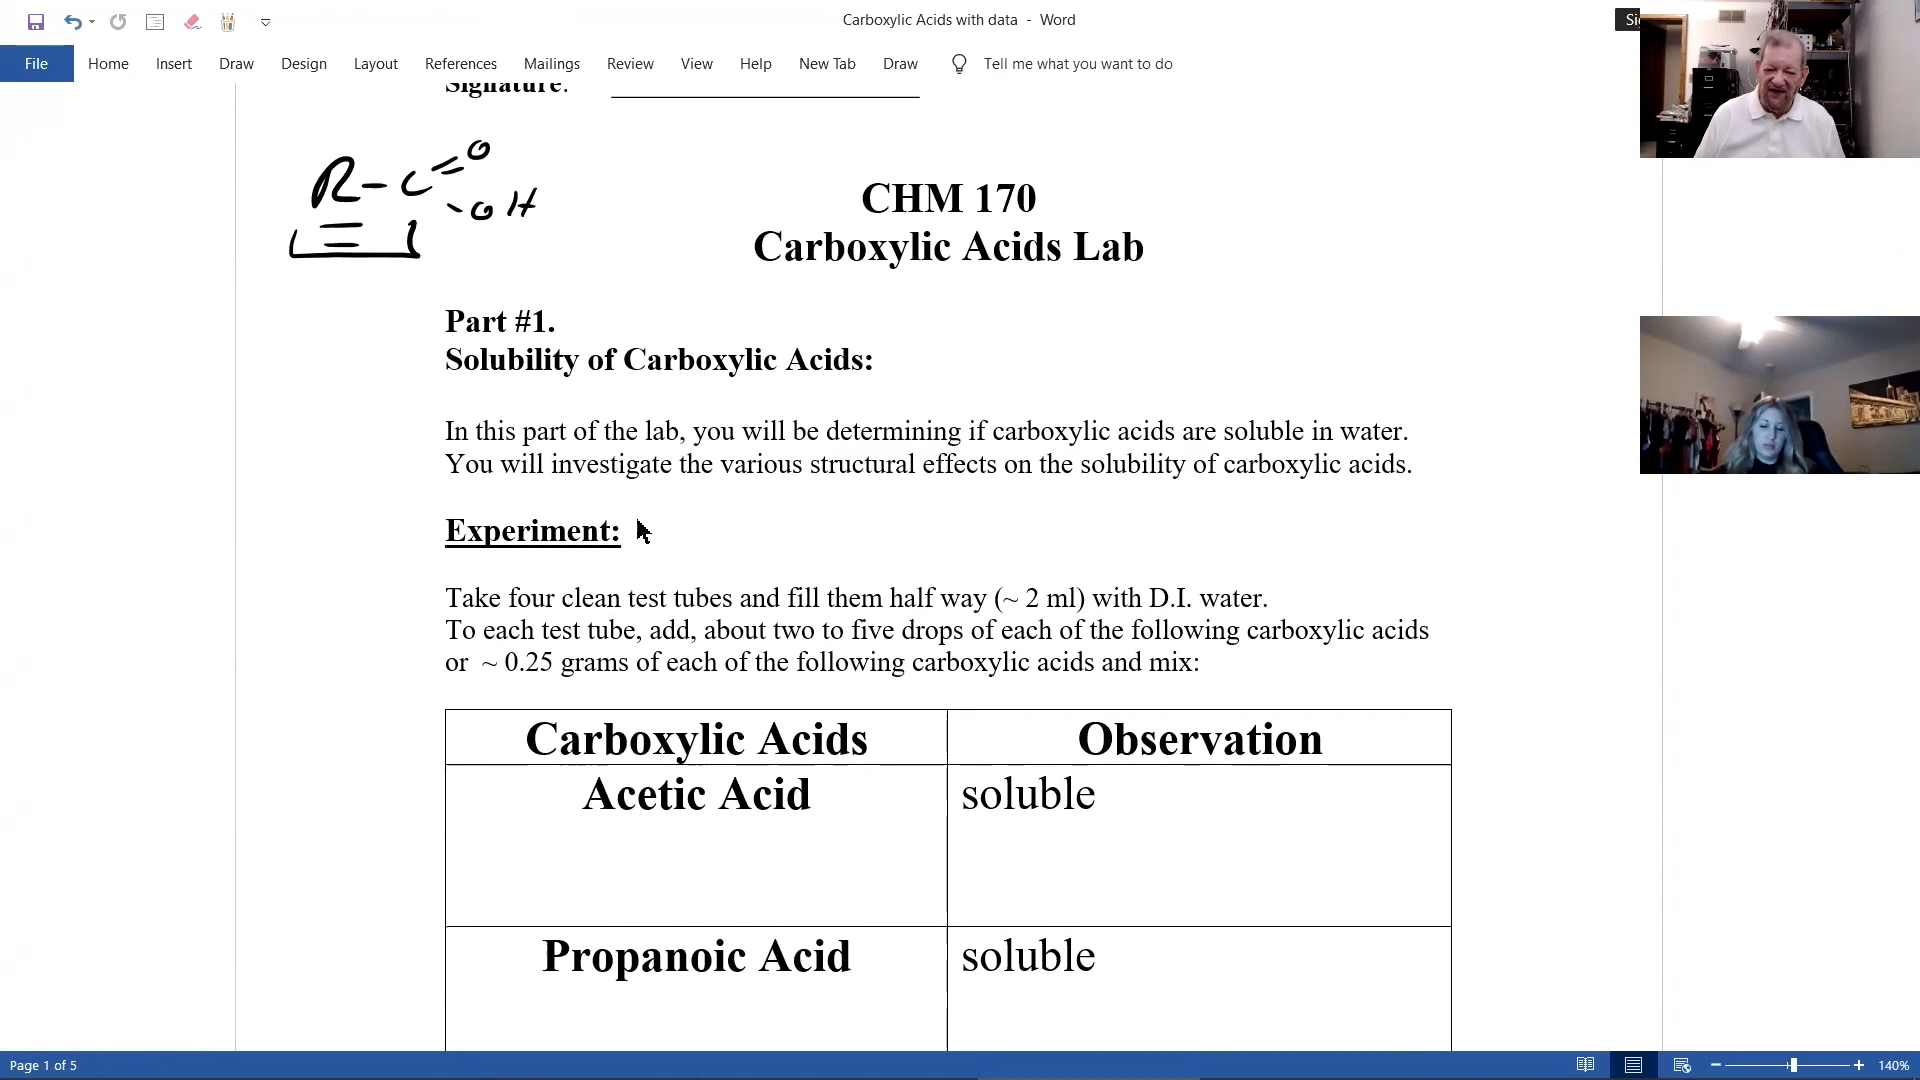 Carboxylic Acids with data - Word
File Home Insert Draw Design Layout References Mailings Review View Help New Tab Draw Tell me what you want to do
Signature:
R-C=O
-OH
CHM 170
Carboxylic Acids Lab
Part #1.
Solubility of Carboxylic Acids:
In this part of the lab, you will be determining if carboxylic acids are soluble in water.
You will investigate the various structural effects on the solubility of carboxylic acids.
Experiment:
Take four clean test tubes and fill them half way (~ 2 ml) with D.I. water.
To each test tube, add, about two to five drops of each of the following carboxylic acids
or ~ 0.25 grams of each of the following carboxylic acids and mix:
Carboxylic Acids Observation
Acetic Acid soluble
Propanoic Acid soluble
Page 1 of 5 140%